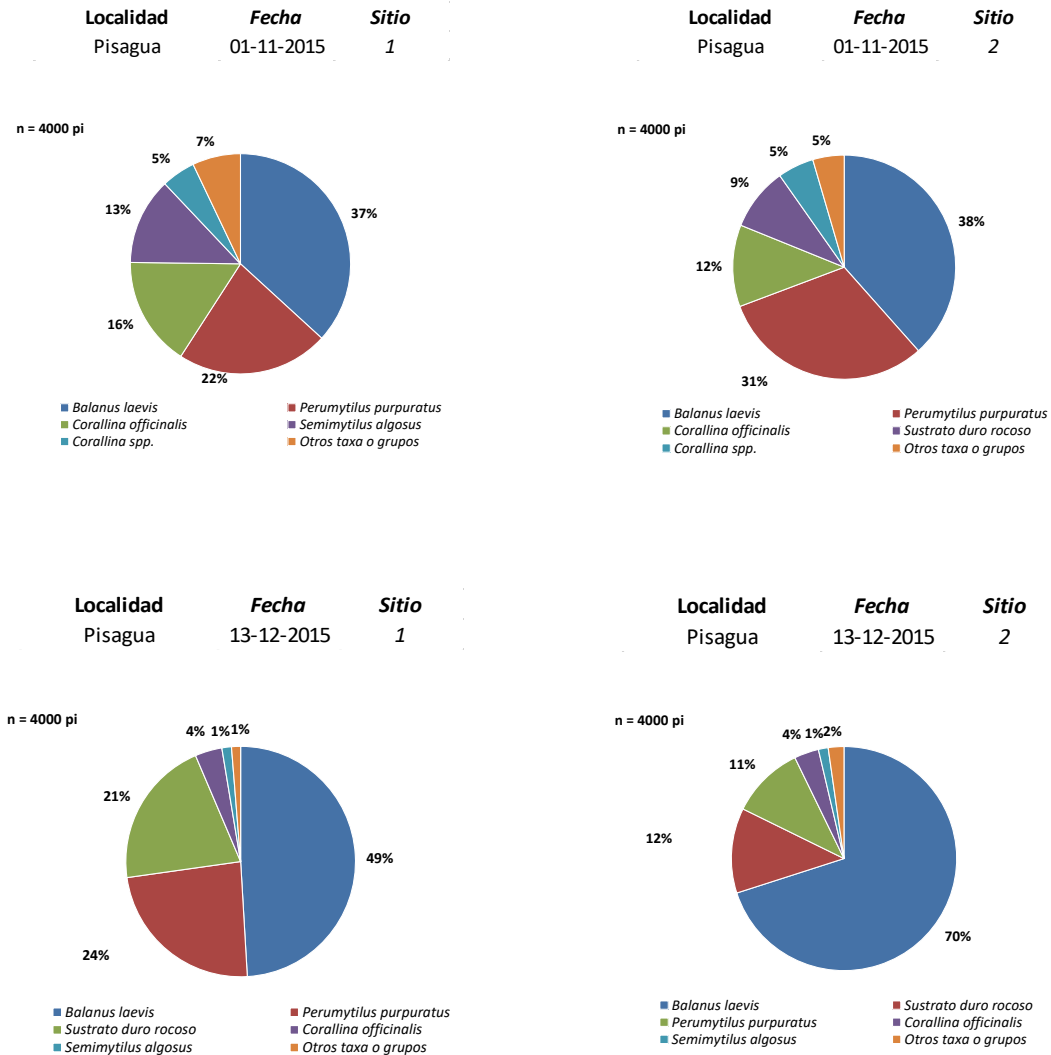 Localidad Fecha Sitio
Pisagua 01-11-2015 1
n = 4000 pi
7%
5%
13%
37%
16%
22%
Balanus laevis Perumytilus purpuratus
Corallina officinalis Semimytilus algosus
Corallina spp. Otros taxa o grupos
Localidad Fecha Sitio
Pisagua 01-11-2015 2
n = 4000 pi
5% 5%
9%
38%
12%
31%
Balanus laevis Perumytilus purpuratus
Corallina officinalis Sustrato duro rocoso
Corallina spp. Otros taxa o grupos
Localidad Fecha Sitio
Pisagua 13-12-2015 1
n = 4000 pi
4% 1% 1%
21%
49%
24%
Balanus laevis Perumytilus purpuratus
Sustrato duro rocoso Corallina officinalis
Semimytilus algosus Otros taxa o grupos
Localidad Fecha Sitio
Pisagua 13-12-2015 2
n = 4000 pi
4% 1% 2%
11%
12%
70%
Balanus laevis Sustrato duro rocoso
Perumytilus purpuratus Corallina officinalis
Semimytilus algosus Otros taxa o grupos